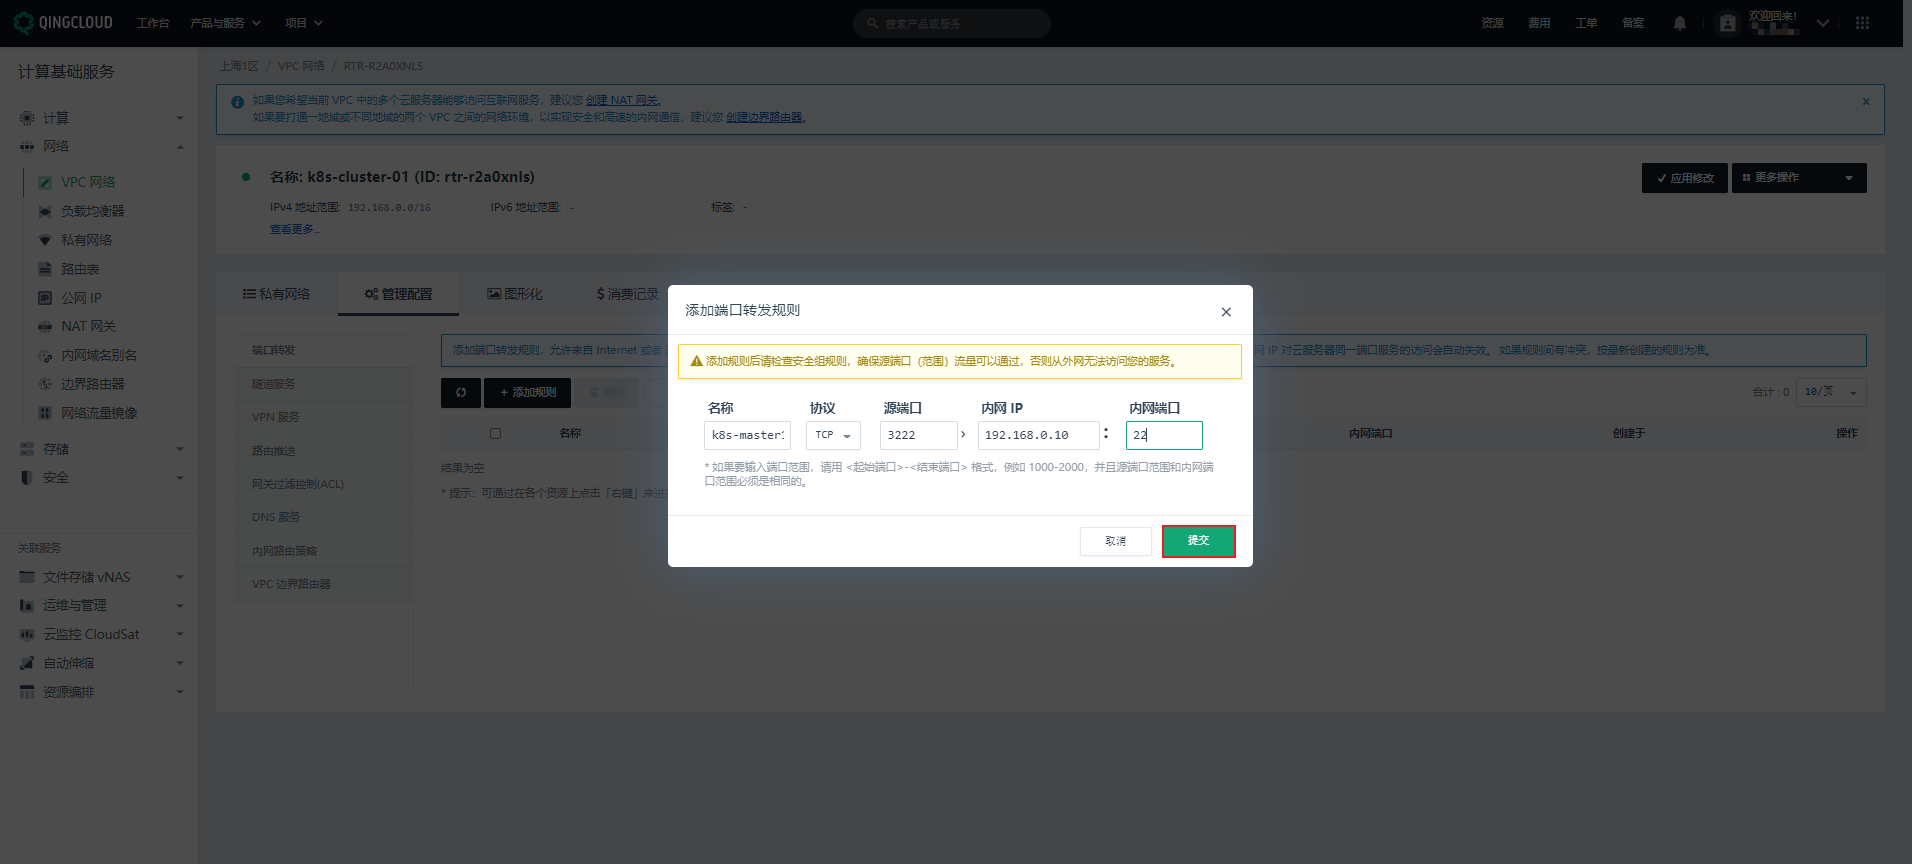 QINGCLOUD 工作台 产品与服务 项目 搜索产品或服务 资源 费用 工单 备案 欢迎回来!
计算基础服务
计算
网络
VPC 网络
负载均衡器
私有网络
路由表
公网 IP
NAT 网关
内网域名别名
边界路由器
网络流量镜像
存储
安全
关联服务
文件存储 vNAS
运维与管理
云监控 CloudSat
自动伸缩
资源编排
上海1区 / VPC 网络 / RTR-R2A0XNLS
如果您希望当前 VPC 中的多个云服务器能够访问互联网服务，建议您 创建 NAT 网关。
如果要打通一地域或不同地域的两个 VPC 之间的网络环境，以实现安全和高速的内网通信，建议您 创建边界路由器。
名称: k8s-cluster-01 (ID: rtr-r2a0xnls)
应用修改 更多操作
IPv4 地址范围: 192.168.0.0/16 IPv6 地址范围: - 标签: -
查看更多...
私有网络 管理配置 图形化 $ 消费记录
端口转发
隧道服务
VPN 服务
路由推送
网关过滤控制(ACL)
DNS 服务
内网路由策略
VPC 边界路由器
添加端口转发规则，允许来自 Internet 或者 IP 对云服务器同一端口服务的访问会自动失效。 如果规则间有冲突，按最新创建的规则为准。
+ 添加规则 删除 合计 : 0 10/页
名称 内网端口 创建于 操作
结果为空
* 提示：可通过在各个资源上点击「右键」来进
添加端口转发规则 ×
添加规则后请检查安全组规则，确保源端口（范围）流量可以通过，否则从外网无法访问您的服务。
名称 协议 源端口 内网 IP 内网端口
k8s-master TCP 3222 › 192.168.0.10 : 22
* 如果要输入端口范围，请用 <起始端口>-<结束端口> 格式，例如 1000-2000，并且源端口范围和内网端
口范围必须是相同的。
取消 提交